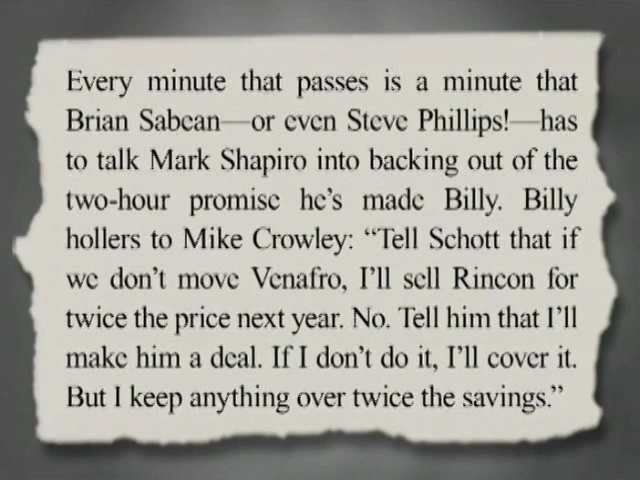 Every minute that passes is a minute that
Brian Sabean—or even Steve Phillips!—has
to talk Mark Shapiro into backing out of the
two-hour promise he's made Billy. Billy
hollers to Mike Crowley: “Tell Schott that if
we don't move Venafro, I'll sell Rincon for
twice the price next year. No. Tell him that I'll
make him a deal. If I don't do it, I'll cover it.
But I keep anything over twice the savings.”